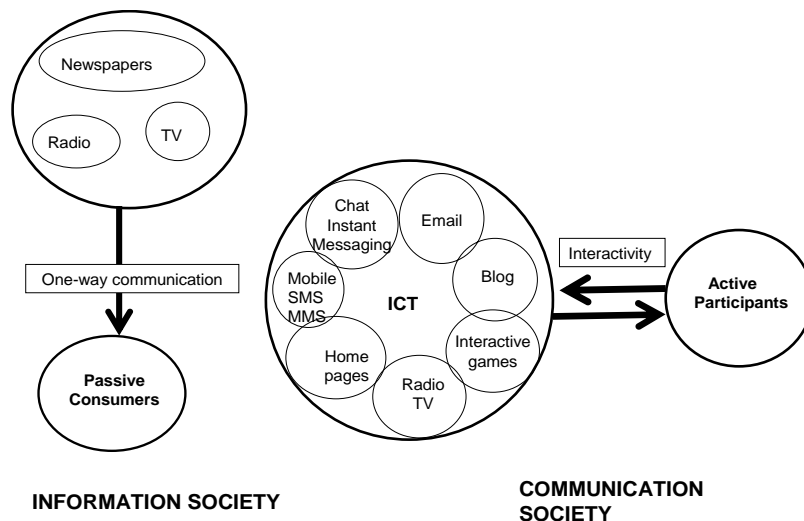 Newspapers
Radio
TV
One-way communication
Passive
Consumers
INFORMATION SOCIETY
Chat
Instant
Messaging
Email
Mobile
SMS
MMS
ICT
Blog
Home
pages
Radio
TV
Interactive
games
Interactivity
Active
Participants
COMMUNICATION
SOCIETY